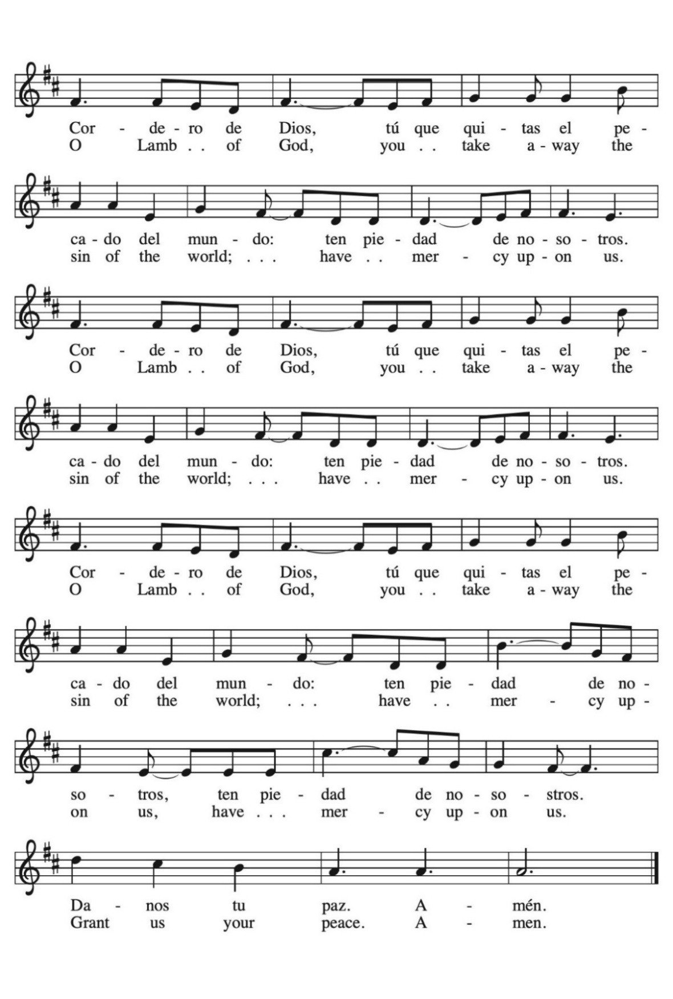 Cor - de - ro de Dios, tú que qui - tas el pe -
O Lamb . . of God, you . . take a - way the
ca - do del mun - do: ten pie - dad de no - so - tros.
sin of the world; . . . have . . mer - cy up - on us.
Cor - de - ro de Dios, tú que qui - tas el pe -
O Lamb . . of God, you . . take a - way the
ca - do del mun - do: ten pie - dad de no - so - tros.
sin of the world; . . . have . . mer - cy up - on us.
Cor - de - ro de Dios, tú que qui - tas el pe -
O Lamb . . of God, you . . take a - way the
ca - do del mun - do: ten pie - dad de no -
sin of the world; . . . have . . mer - cy up -
so - tros, ten pie - dad de no - so - stros.
on us, have . . . mer - cy up - on us.
Da - nos tu paz. A - mén.
Grant us your peace. A - men.